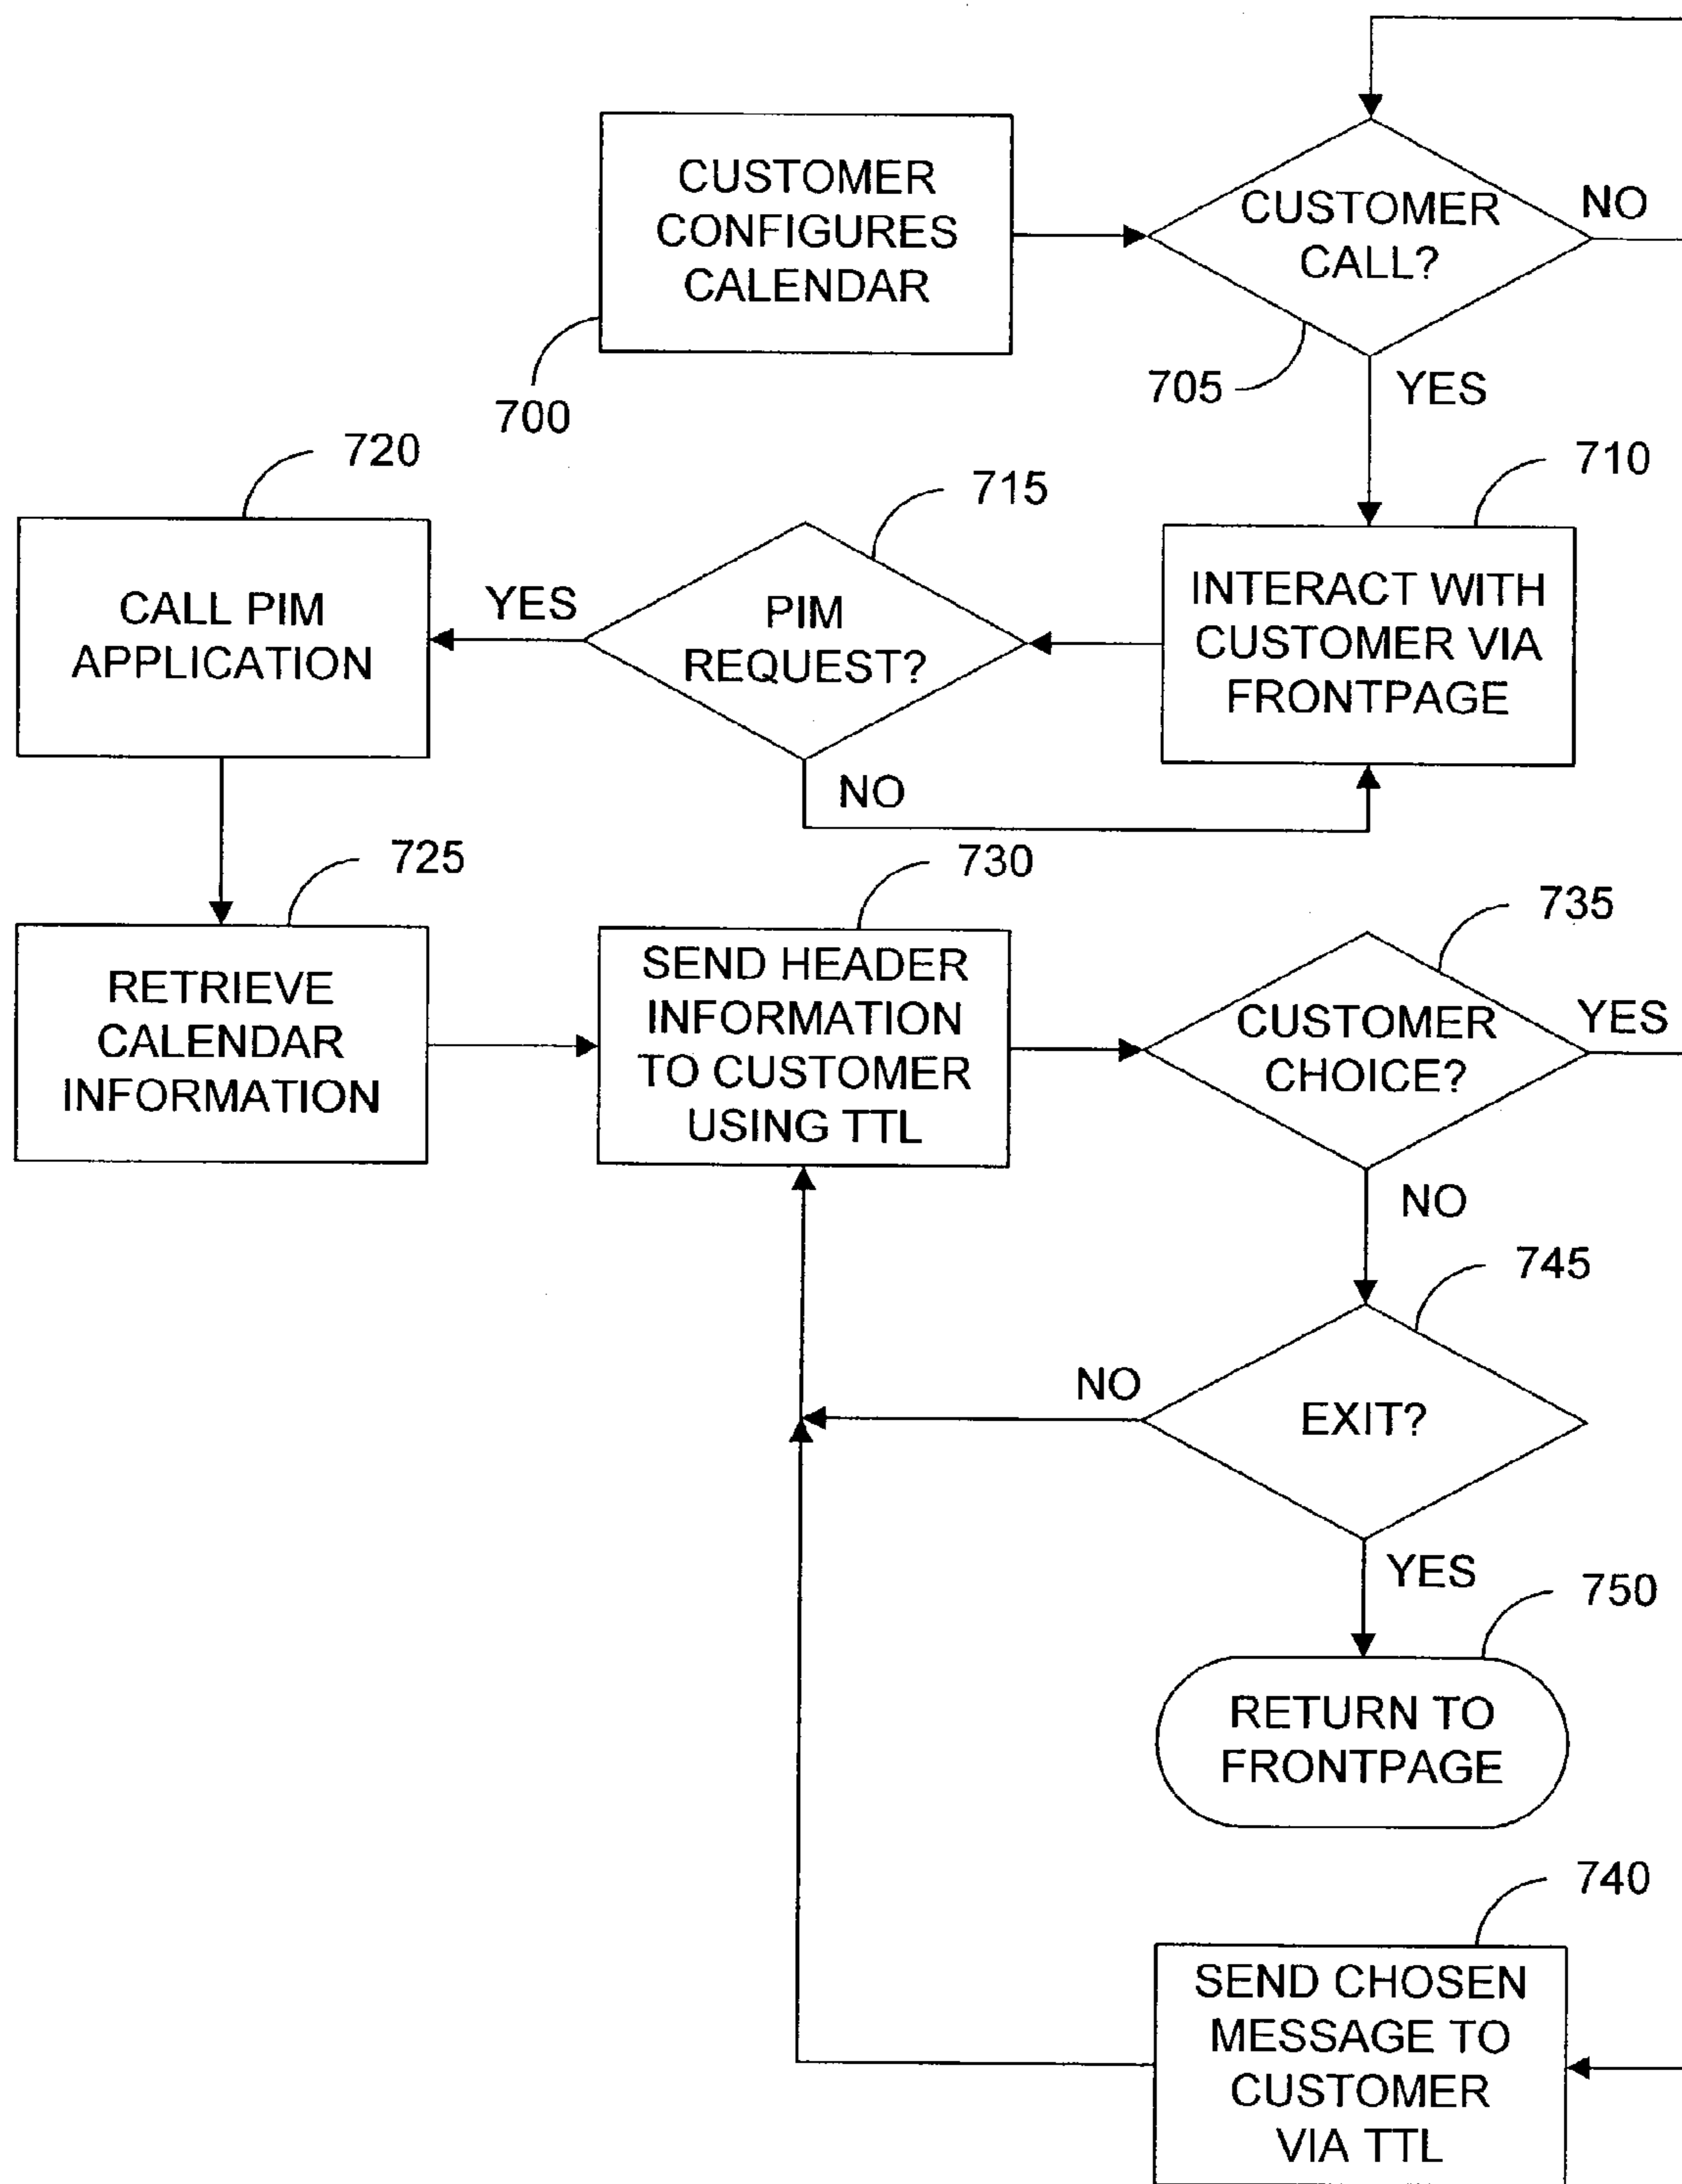 CUSTOMER
CONFIGURES
CALENDAR
700
CUSTOMER
CALL?
NO
705
YES
720
715
710
CALL PIM
APPLICATION
YES
PIM
REQUEST?
INTERACT WITH
CUSTOMER VIA
FRONTPAGE
NO
725
730
735
RETRIEVE
CALENDAR
INFORMATION
SEND HEADER
INFORMATION
TO CUSTOMER
USING TTL
CUSTOMER
CHOICE?
YES
NO
745
NO
EXIT?
YES
750
RETURN TO
FRONTPAGE
740
SEND CHOSEN
MESSAGE TO
CUSTOMER
VIA TTL